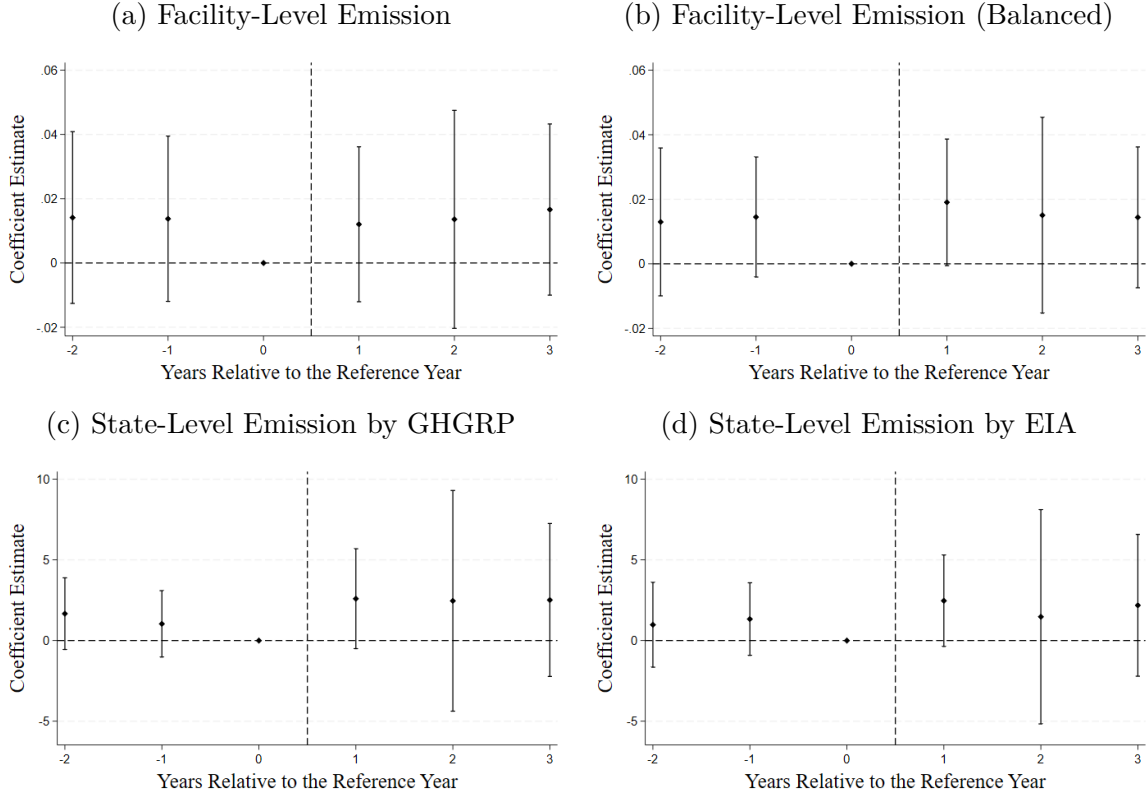 (a) Facility-Level Emission
(b) Facility-Level Emission (Balanced)
.06
.04
.02
0
-.02
Coefficient Estimate
-2 -1 0 1 2 3
Years Relative to the Reference Year
.06
.04
.02
0
-.02
Coefficient Estimate
-2 -1 0 1 2 3
Years Relative to the Reference Year
(c) State-Level Emission by GHGRP
(d) State-Level Emission by EIA
10
5
0
-5
Coefficient Estimate
-2 -1 0 1 2 3
Years Relative to the Reference Year
10
5
0
-5
Coefficient Estimate
-2 -1 0 1 2 3
Years Relative to the Reference Year